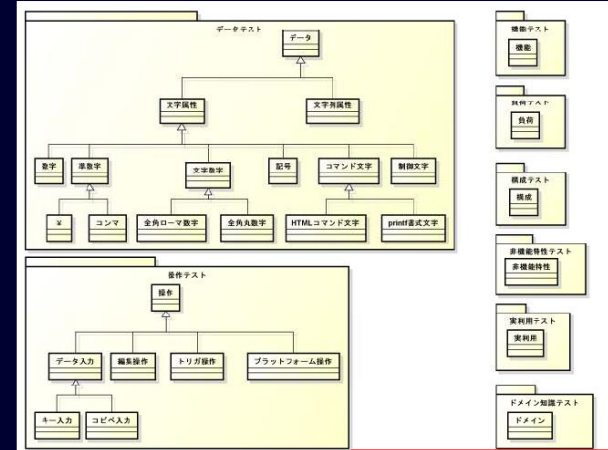 データテスト
データ
文字属性
文字列属性
数字
準数字
文字数字
記号
コマンド文字
制御文字
¥
コンマ
全角ローマ数字
全角丸数字
HTMLコマンド文字
printf書式文字
操作テスト
操作
データ入力
編集操作
トリガ操作
プラットフォーム操作
キー入力
コピペ入力
機能テスト
機能
負荷テスト
負荷
構成テスト
構成
非機能特性テスト
非機能特性
実利用テスト
実利用
ドメイン知識テスト
ドメイン